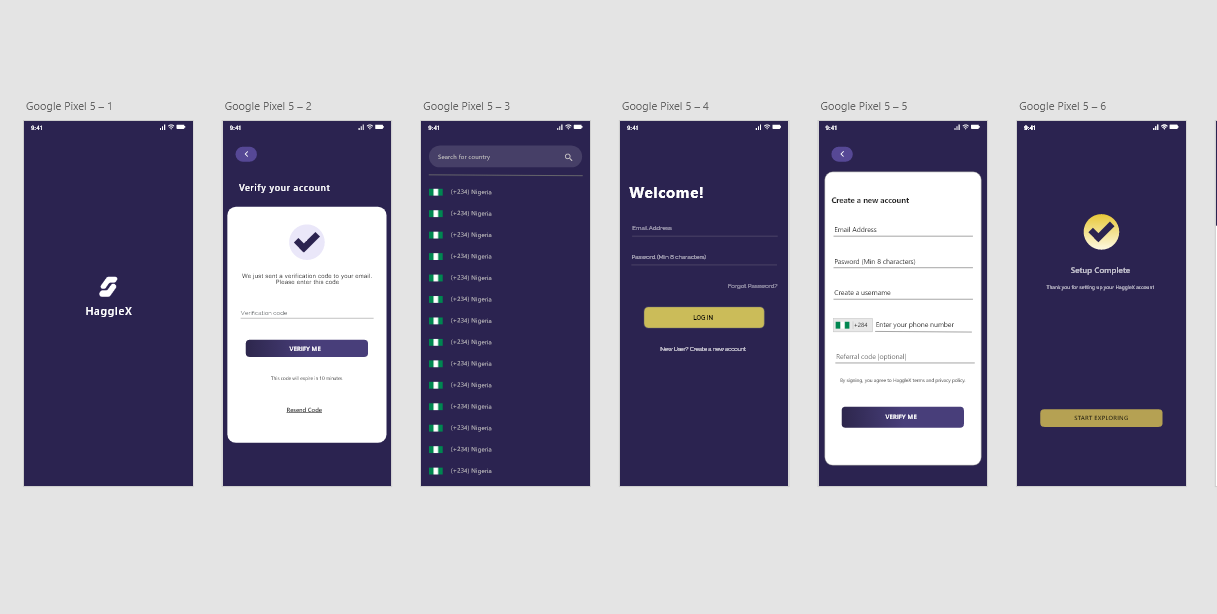 Google Pixel 5 – 1
9:41
HaggleX
Google Pixel 5 – 2
9:41
Verify your account
We just sent a verification code to your email.
Please enter this code
Verification code
VERIFY ME
This code will expire in 10 minutes
Resend Code
Google Pixel 5 – 3
9:41
Search for country
(+234) Nigeria
(+234) Nigeria
(+234) Nigeria
(+234) Nigeria
(+234) Nigeria
(+234) Nigeria
(+234) Nigeria
(+234) Nigeria
(+234) Nigeria
(+234) Nigeria
(+234) Nigeria
(+234) Nigeria
(+234) Nigeria
(+234) Nigeria
Google Pixel 5 – 4
9:41
Welcome!
Email Address
Pasword (Min 8 characters)
Forgot Password?
LOG IN
New User? Create a new account
Google Pixel 5 – 5
9:41
Create a new account
Email Address
Pasword (Min 8 characters)
Create a username
+284
Enter your phone number
Referral code (optional)
By signing, you agree to HaggleX terms and privacy policy.
VERIFY ME
Google Pixel 5 – 6
9:41
Setup Complete
Thank you for setting up your HaggleX account
START EXPLORING